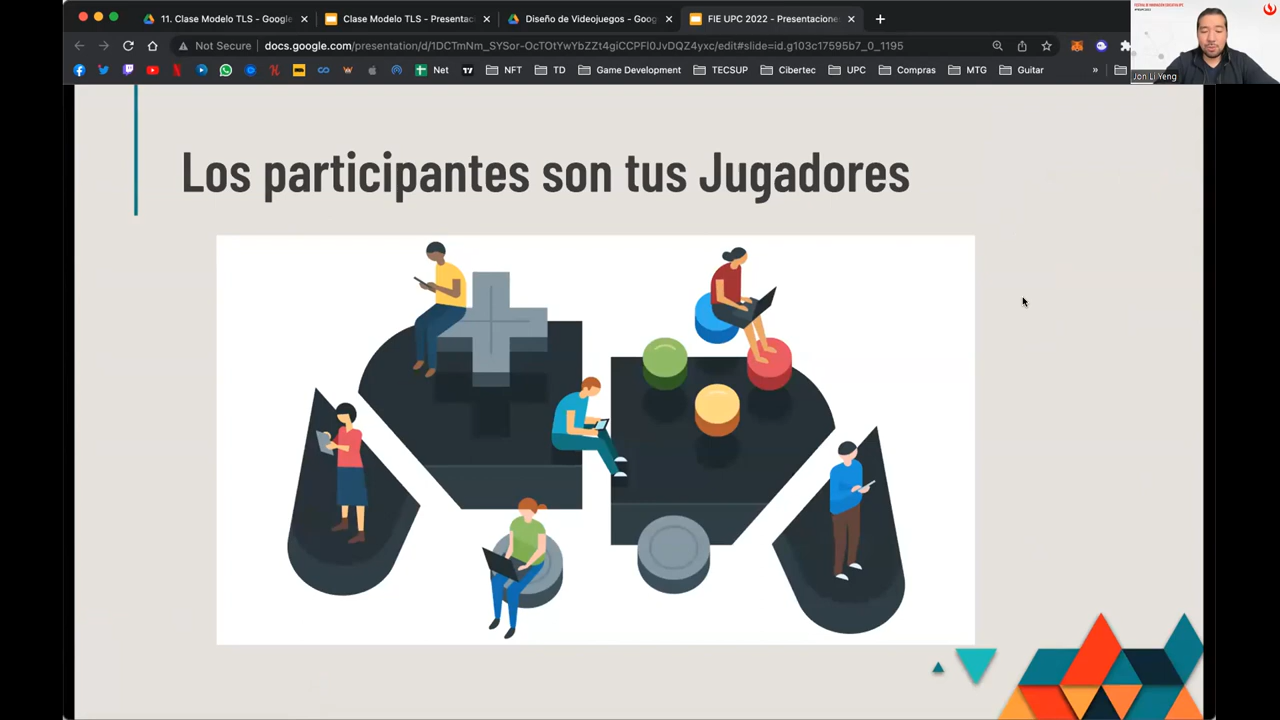 11. Clase Modelo TLS - Google
Clase Modelo TLS - Presentac
Diseño de Videojuegos - Goog
FIE UPC 2022 - Presentacione
Not Secure
docs.google.com/presentation/d/1DCTmNm_SYSor-OcTOtYwYbZZt4giCCPFI0JvDQZ4yxc/edit#slide=id.g103c17595b7_0_1195
Net
NFT
TD
Game Development
TECSUP
Cibertec
UPC
Compras
MTG
Guitar
»
Jon Li Yeng
Los participantes son tus Jugadores